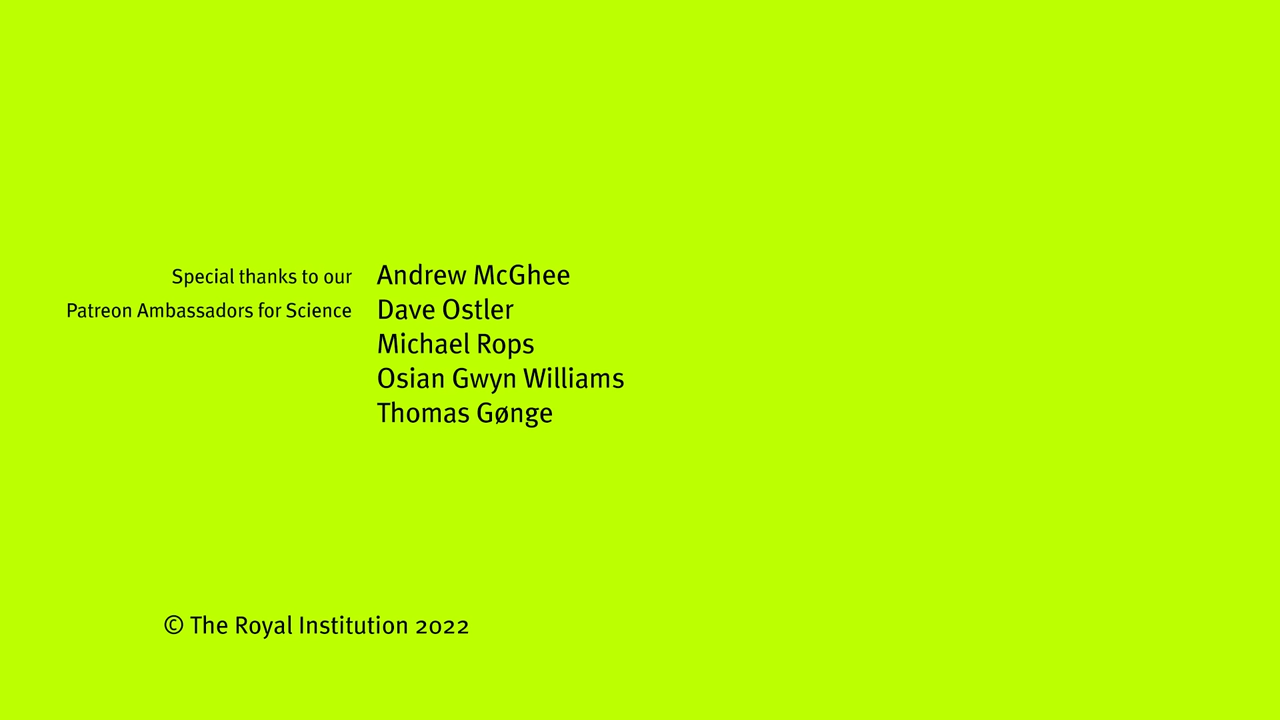 Special thanks to our
Patreon Ambassadors for Science
Andrew McGhee
Dave Ostler
Michael Rops
Osian Gwyn Williams
Thomas Gønge
© The Royal Institution 2022